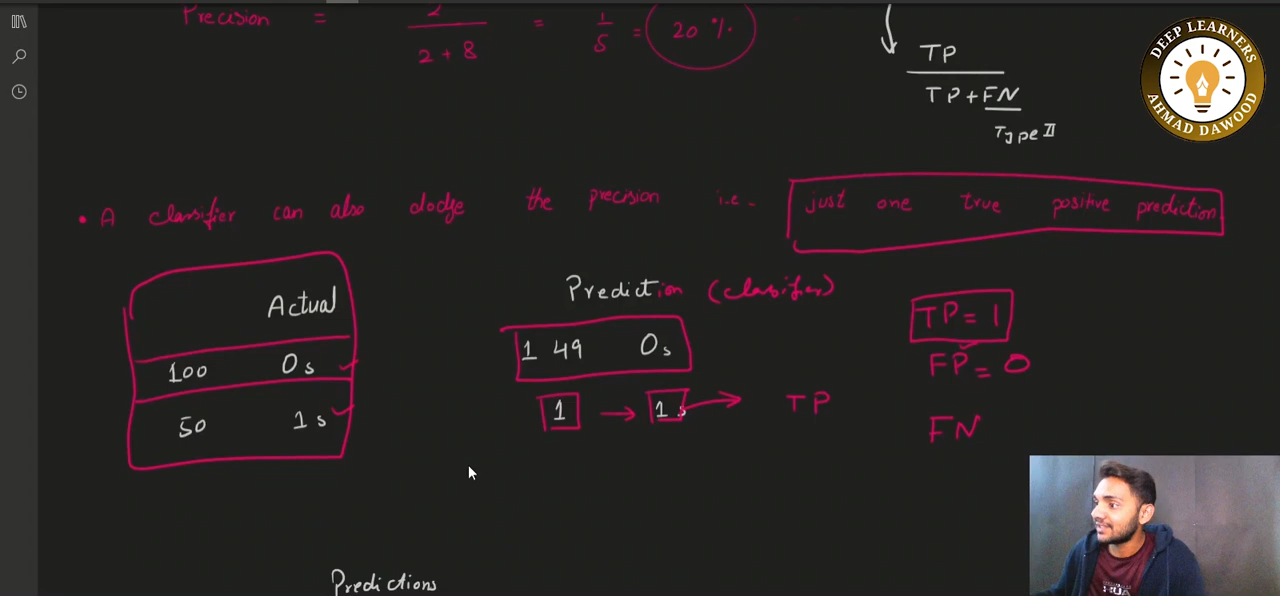 Precision = 2 / 2 + 8 = 1/5 = 20 %.
TP
TP + FN
Type II
DEEP LEARNERS
AHMAD DAWOOD
• A classifier can also dodge the precision i.e. just one true positive prediction
Actual
100 0s
50 1s
Prediction (classifier)
1 49 0s
1 → 1s → TP
TP = 1
FP = 0
FN
Predictions